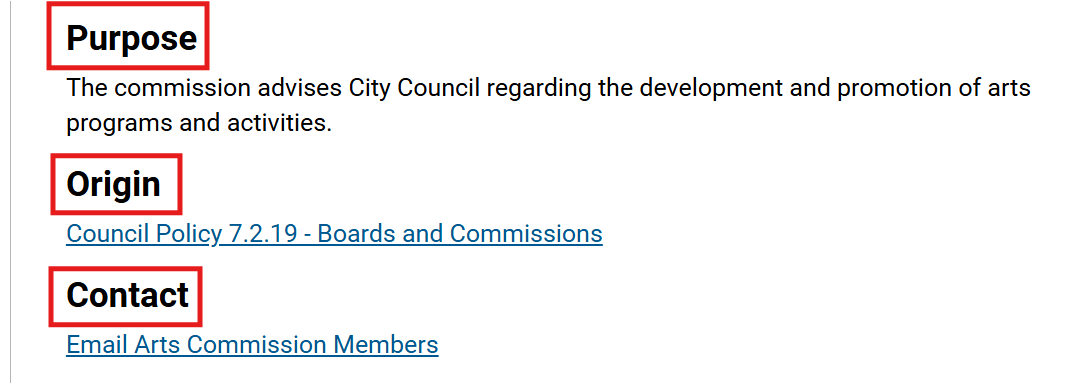 Purpose
The commission advises City Council regarding the development and promotion of arts
programs and activities.
Origin
Council Policy 7.2.19 - Boards and Commissions
Contact
Email Arts Commission Members